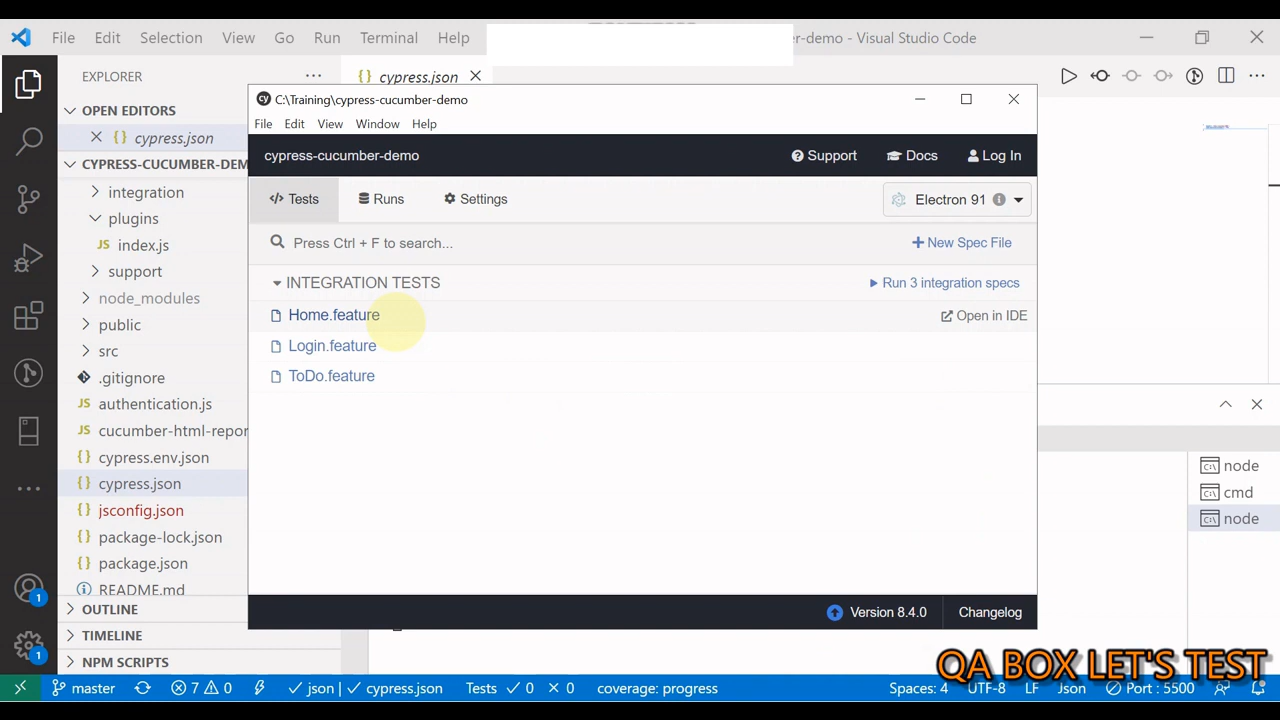 File Edit Selection View Go Run Terminal Help
er-demo - Visual Studio Code
EXPLORER
{} cypress.json
OPEN EDITORS
{} cypress.json
CYPRESS-CUCUMBER-DEM
integration
plugins
JS index.js
support
node_modules
public
src
.gitignore
JS authentication.js
JS cucumber-html-repor
{} cypress.env.json
{} cypress.json
{} jsconfig.json
{} package-lock.json
{} package.json
README.md
OUTLINE
TIMELINE
NPM SCRIPTS
1
1
cy C:\Training\cypress-cucumber-demo
File Edit View Window Help
cypress-cucumber-demo
Support Docs Log In
</> Tests Runs Settings
Electron 91
Press Ctrl + F to search...
+ New Spec File
INTEGRATION TESTS
Run 3 integration specs
Home.feature
Open in IDE
Login.feature
ToDo.feature
Version 8.4.0 Changelog
node
cmd
node
QA BOX LET'S TEST
master 7 0 json | cypress.json Tests 0 0 coverage: progress Spaces: 4 UTF-8 LF Json Port : 5500